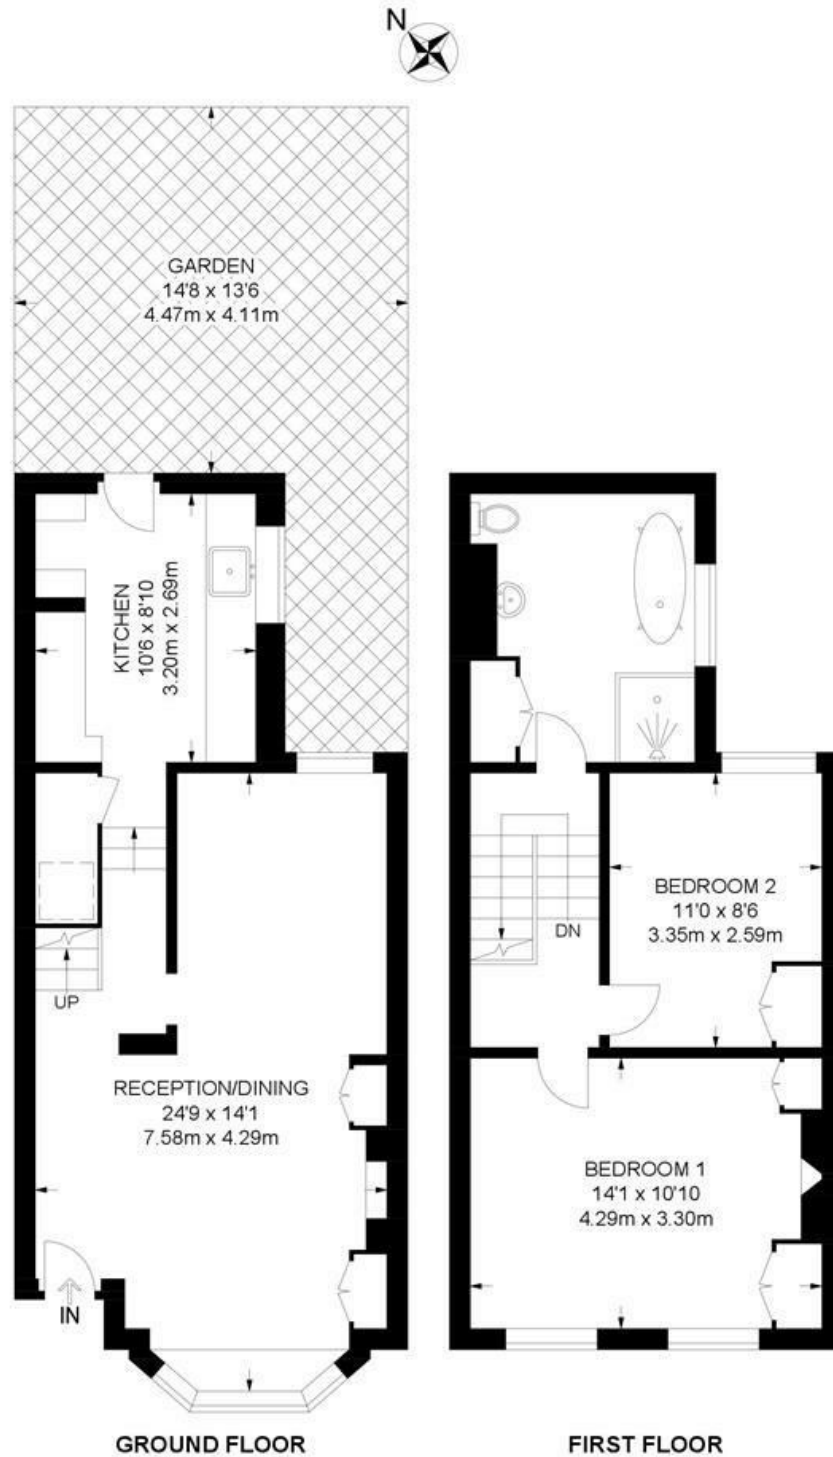 N
GARDEN
14'8 x 13'6
4.47m x 4.11m
KITCHEN
10'6 x 8'10
3.20m x 2.69m
UP
RECEPTION/DINING
24'9 x 14'1
7.58m x 4.29m
IN
GROUND FLOOR
DN
BEDROOM 2
11'0 x 8'6
3.35m x 2.59m
BEDROOM 1
14'1 x 10'10
4.29m x 3.30m
FIRST FLOOR